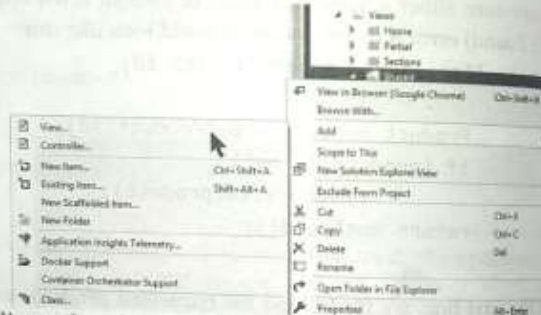 Views
Home
Partial
Sections
Shared
View in Browser (Google Chrome)
Browse With...
Add
Scope to This
New Solution Explorer View
Exclude From Project
Cut Ctrl+X
Copy Ctrl+C
Delete Del
Rename
Open Folder in File Explorer
Properties Alt+Enter
View...
Controller...
New Item... Ctrl+Shift+A
Existing Item... Shift+Alt+A
New Scaffolded Item...
New Folder
Application Insights Telemetry...
Docker Support
Container Orchestrator Support
Class...